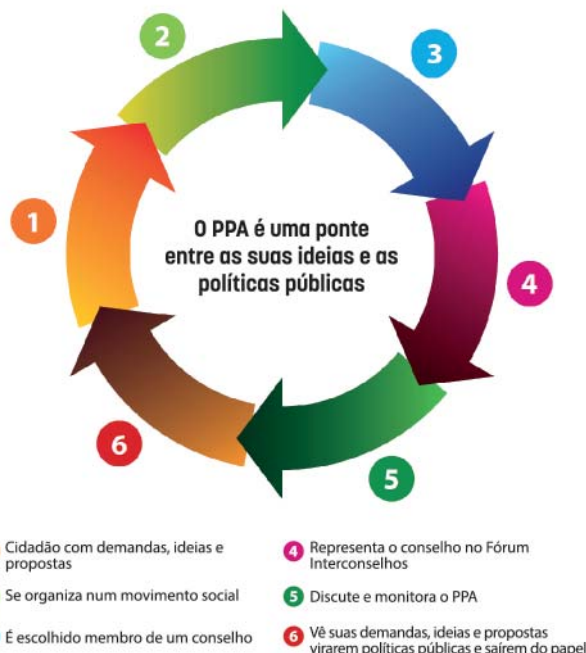 2
3
1
O PPA é uma ponte
entre as suas ideias e as
políticas públicas
4
6
5
Cidadão com demandas, ideias e
propostas
Se organiza num movimento social
É escolhido membro de um conselho
4 Representa o conselho no Fórum
Interconselhos
5 Discute e monitora o PPA
6 Vê suas demandas, ideias e propostas
virarem políticas públicas e saírem do papel